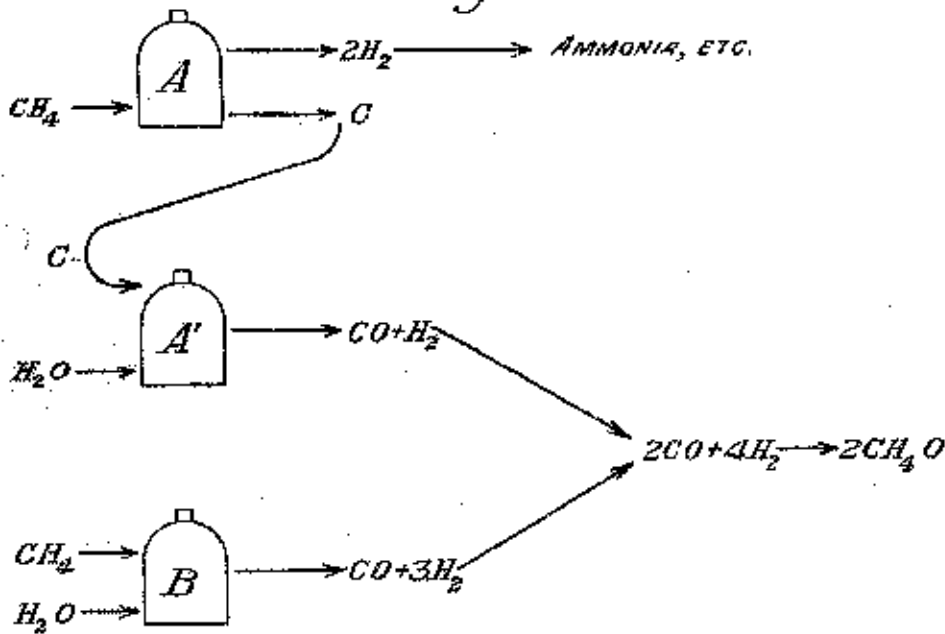 A
2H₂
AMMONIA, ETC.
CH₄
C
C
A'
CO+H₂
H₂O
2CO+4H₂
2CH₄O
CH₄
B
CO+3H₂
H₂O